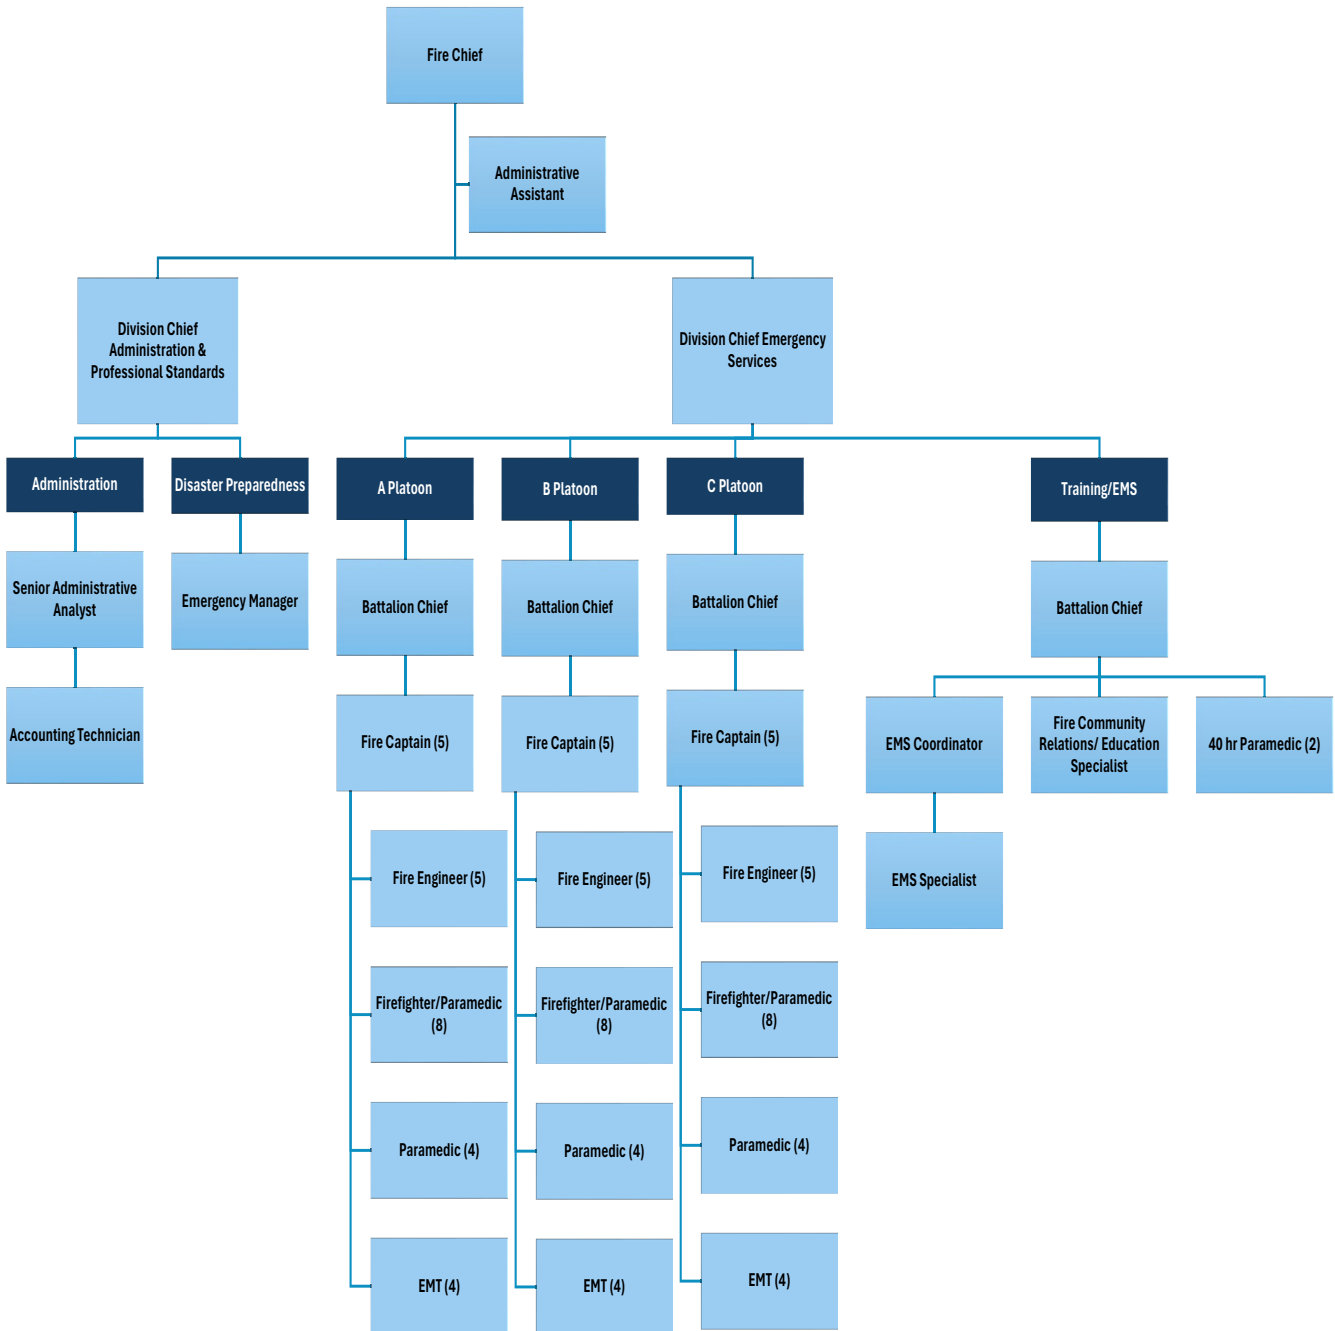 Fire Chief
Administrative
Assistant
Division Chief
Administration &
Professional Standards
Division Chief Emergency
Services
Administration
Disaster Preparedness
A Platoon
B Platoon
C Platoon
Training/EMS
Senior Administrative
Analyst
Emergency Manager
Battalion Chief
Battalion Chief
Battalion Chief
Battalion Chief
Accounting Technician
Fire Captain (5)
Fire Captain (5)
Fire Captain (5)
EMS Coordinator
Fire Community
Relations/ Education
Specialist
40 hr Paramedic (2)
Fire Engineer (5)
Fire Engineer (5)
Fire Engineer (5)
EMS Specialist
Firefighter/Paramedic
(8)
Firefighter/Paramedic
(8)
Firefighter/Paramedic
(8)
Paramedic (4)
Paramedic (4)
Paramedic (4)
EMT (4)
EMT (4)
EMT (4)